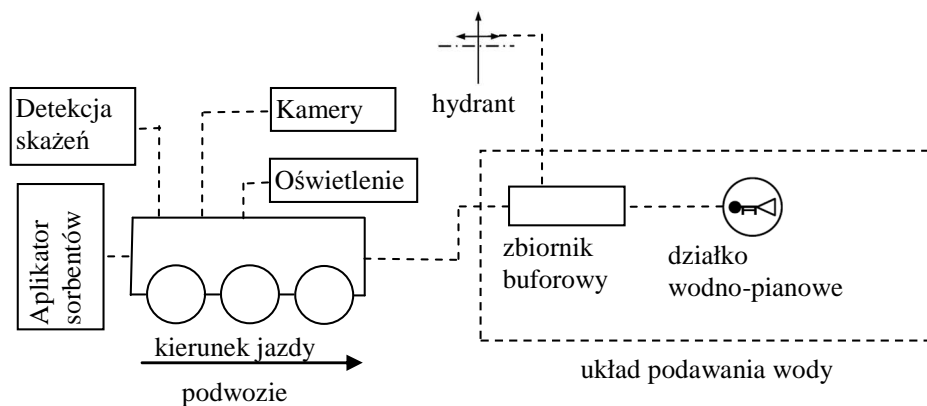 hydrant
Detekcja
skażeń
Kamery
Oświetlenie
Aplikator
sorbentów
zbiornik
buforowy
działko
wodno-pianowe
kierunek jazdy
podwozie
układ podawania wody